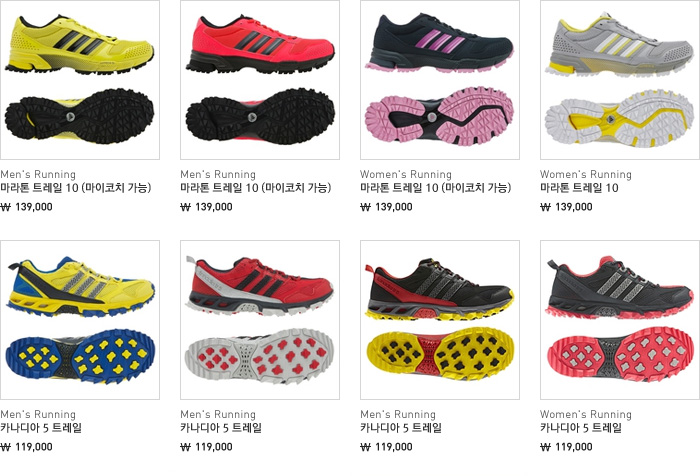 Men's Running
마라톤 트레일 10 (마이코치 가능)
₩ 139,000
Men's Running
마라톤 트레일 10 (마이코치 가능)
₩ 139,000
Women's Running
마라톤 트레일 10 (마이코치 가능)
₩ 139,000
Women's Running
마라톤 트레일 10
₩ 139,000
Men's Running
카나디아 5 트레일
₩ 119,000
Men's Running
카나디아 5 트레일
₩ 119,000
Men's Running
카나디아 5 트레일
₩ 119,000
Women's Running
카나디아 5 트레일
₩ 119,000